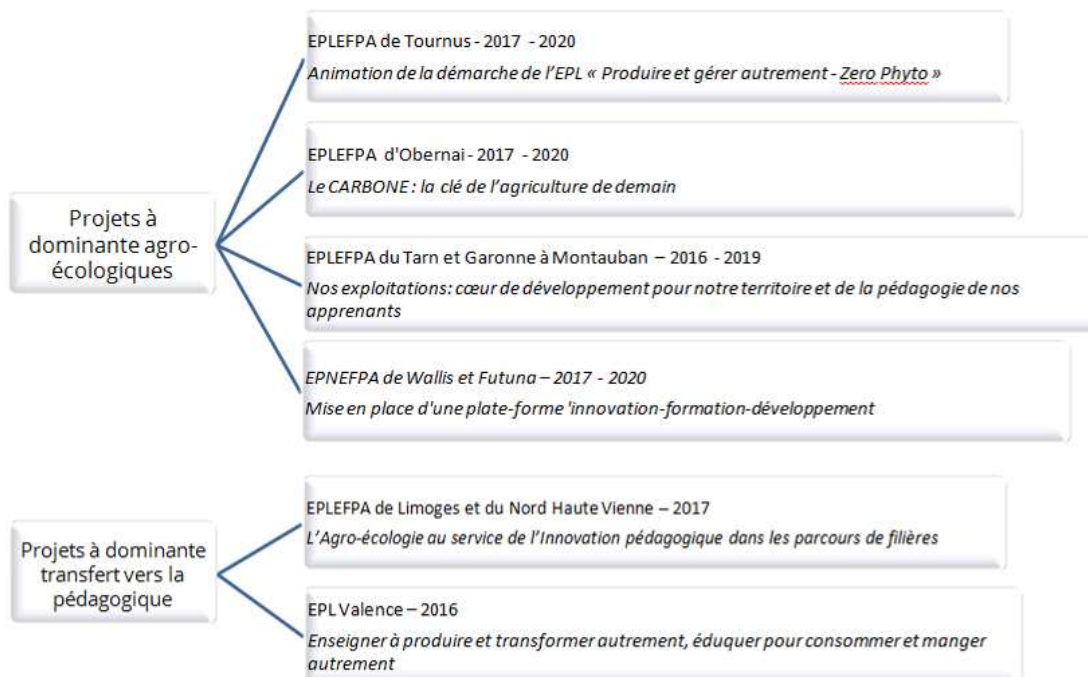 EPLEFPA de Tournus - 2017 - 2020
Animation de la démarche de l'EPL « Produire et gérer autrement - Zero Phyto »
EPLEFPA d'Obernai - 2017 - 2020
Le CARBONE : la clé de l'agriculture de demain
Projets à
dominante agro-
écologiques
EPLEFPA du Tarn et Garonne à Montauban – 2016 - 2019
Nos exploitations: cœur de développement pour notre territoire et de la pédagogie de nos
apprenants
EPNEFPA de Wallis et Futuna – 2017 - 2020
Mise en place d'une plate-forme 'innovation-formation-développement
Projets à dominante
transfert vers la
pédagogique
EPLEFPA de Limoges et du Nord Haute Vienne – 2017
L'Agro-écologie au service de l'Innovation pédagogique dans les parcours de filières
EPL Valence – 2016
Enseigner à produire et transformer autrement, éduquer pour consommer et manger
autrement